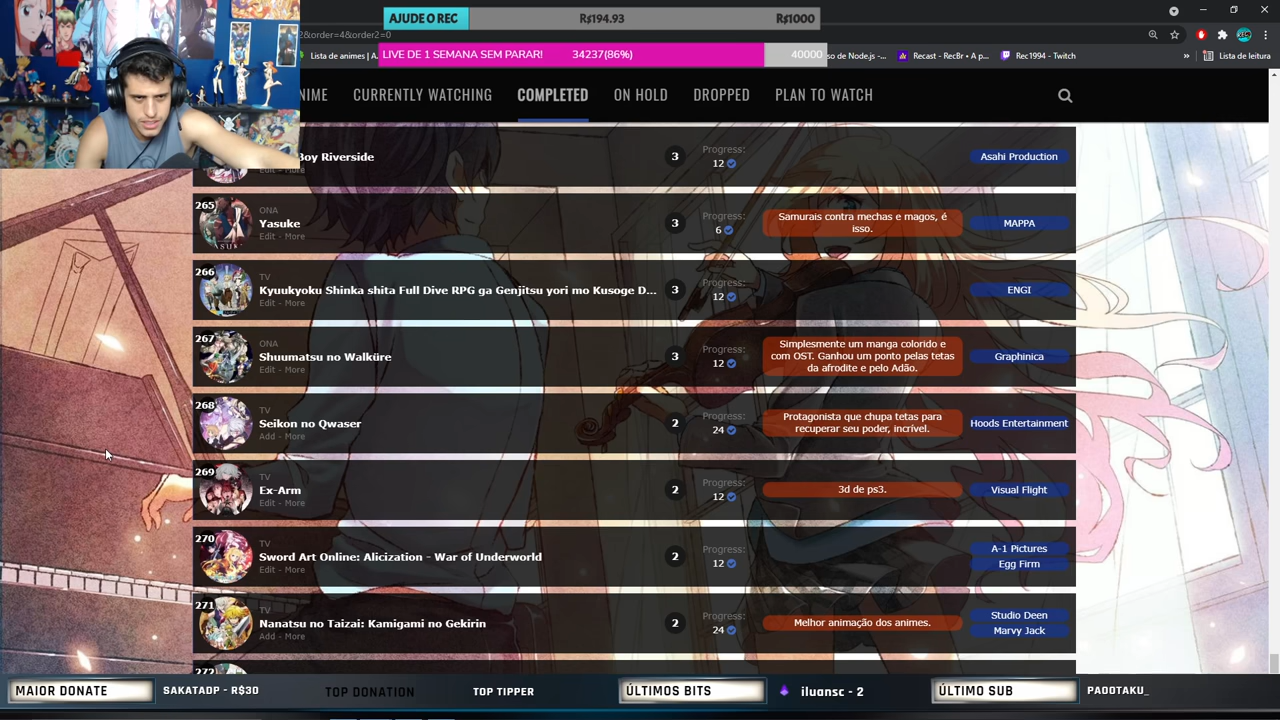 AJUDE O REC
R$194.93
R$1000
2&order=4&order2=0
Lista de animes | A
LIVE DE 1 SEMANA SEM PARAR! 34237(86%)
40000
so de Node.js -...
Recast - RecBr • A p...
Rec1994 - Twitch
»
Lista de leitura
NIME
CURRENTLY WATCHING
COMPLETED
ON HOLD
DROPPED
PLAN TO WATCH
Boy Riverside
Edit - More
3
Progress:
12
Asahi Production
265
ONA
Yasuke
Edit - More
3
Progress:
6
Samurais contra mechas e magos, é
isso.
MAPPA
266
TV
Kyuukyoku Shinka shita Full Dive RPG ga Genjitsu yori mo Kusoge D...
Edit - More
3
Progress:
12
ENGI
267
ONA
Shuumatsu no Walküre
Edit - More
3
Progress:
12
Simplesmente um manga colorido e
com OST. Ganhou um ponto pelas tetas
da afrodite e pelo Adão.
Graphinica
268
TV
Seikon no Qwaser
Add - More
2
Progress:
24
Protagonista que chupa tetas para
recuperar seu poder, incrível.
Hoods Entertainment
269
TV
Ex-Arm
Edit - More
2
Progress:
12
3d de ps3.
Visual Flight
270
TV
Sword Art Online: Alicization - War of Underworld
Edit - More
2
Progress:
12
A-1 Pictures
Egg Firm
271
TV
Nanatsu no Taizai: Kamigami no Gekirin
Add - More
2
Progress:
24
Melhor animação dos animes.
Studio Deen
Marvy Jack
272
MAIOR DONATE
SAKATADP - R$30
TOP DONATION
TOP TIPPER
ÚLTIMOS BITS
iluansc - 2
ÚLTIMO SUB
PAOOTAKU_